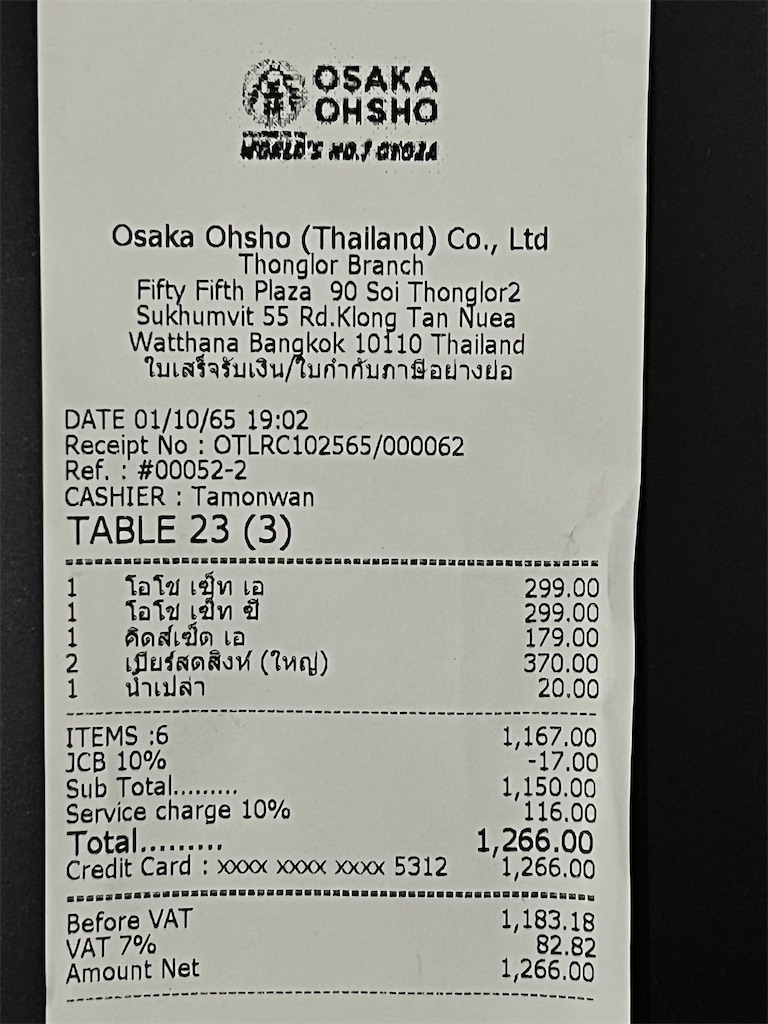 OSAKA
OHSHO
WORLD'S NO.1 GYOZA
Osaka Ohsho (Thailand) Co., Ltd
Thonglor Branch
Fifty Fifth Plaza 90 Soi Thonglor2
Sukhumvit 55 Rd.Klong Tan Nuea
Watthana Bangkok 10110 Thailand
ใบเสร็จรับเงิน/ใบกำกับภาษีอย่างย่อ
DATE 01/10/65 19:02
Receipt No : OTLRC102565/000062
Ref. : #00052-2
CASHIER : Tamonwan
TABLE 23 (3)
1 โอโช เซ็ท เอ 299.00
1 โอโช เซ็ท ซี 299.00
1 คิดส์เซ็ต เอ 179.00
2 เบียร์สดสิงห์ (ใหญ่) 370.00
1 น้ำเปล่า 20.00
ITEMS :6 1,167.00
JCB 10% -17.00
Sub Total......... 1,150.00
Service charge 10% 116.00
Total......... 1,266.00
Credit Card : xxxx xxxx xxxx 5312 1,266.00
Before VAT 1,183.18
VAT 7% 82.82
Amount Net 1,266.00